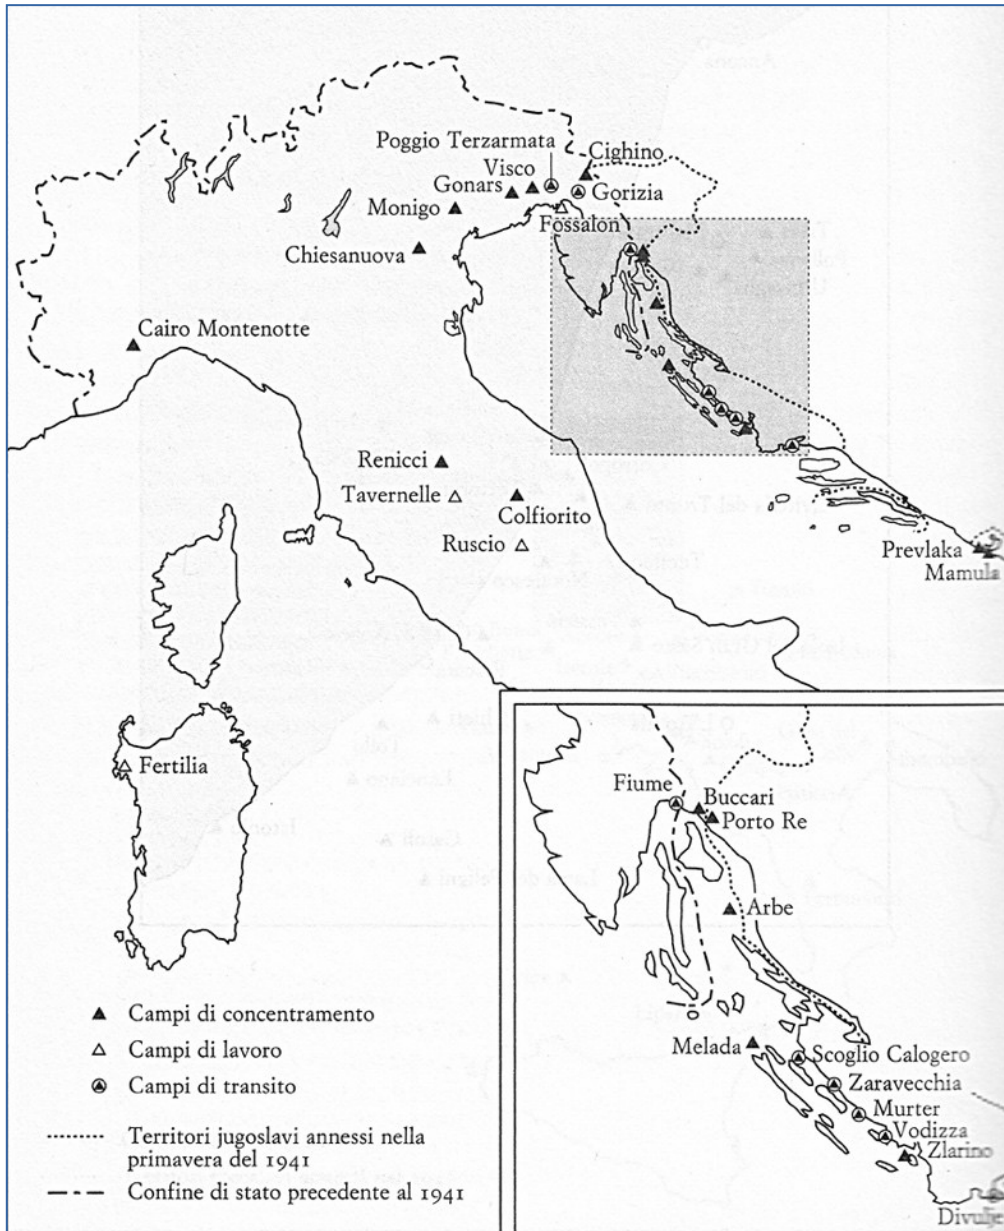 Poggio Terzarmata
Cighino
Visco
Gonars
Gorizia
Monigo
Fossalon
Chiesanuova
Cairo Montenotte
Renicci
Tavernelle
Colfiorito
Ruscio
Prevlaka
Mamula
Fertilia
Fiume
Buccari
Porto Re
Arbe
Melada
Scoglio Calogero
Zaravecchia
Murter
Vodizza
Zlarino
Divulje
Campi di concentramento
Campi di lavoro
Campi di transito
Territori jugoslavi annessi nella
primavera del 1941
Confine di stato precedente al 1941